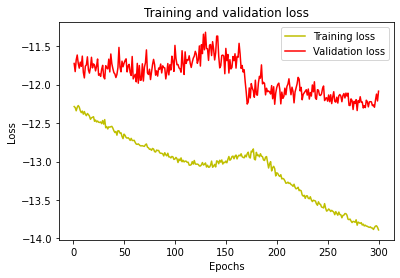 Training and validation loss
Training loss
Validation loss
−11.5
−12.0
−12.5
−13.0
−13.5
−14.0
Loss
0
50
100
150
200
250
300
Epochs